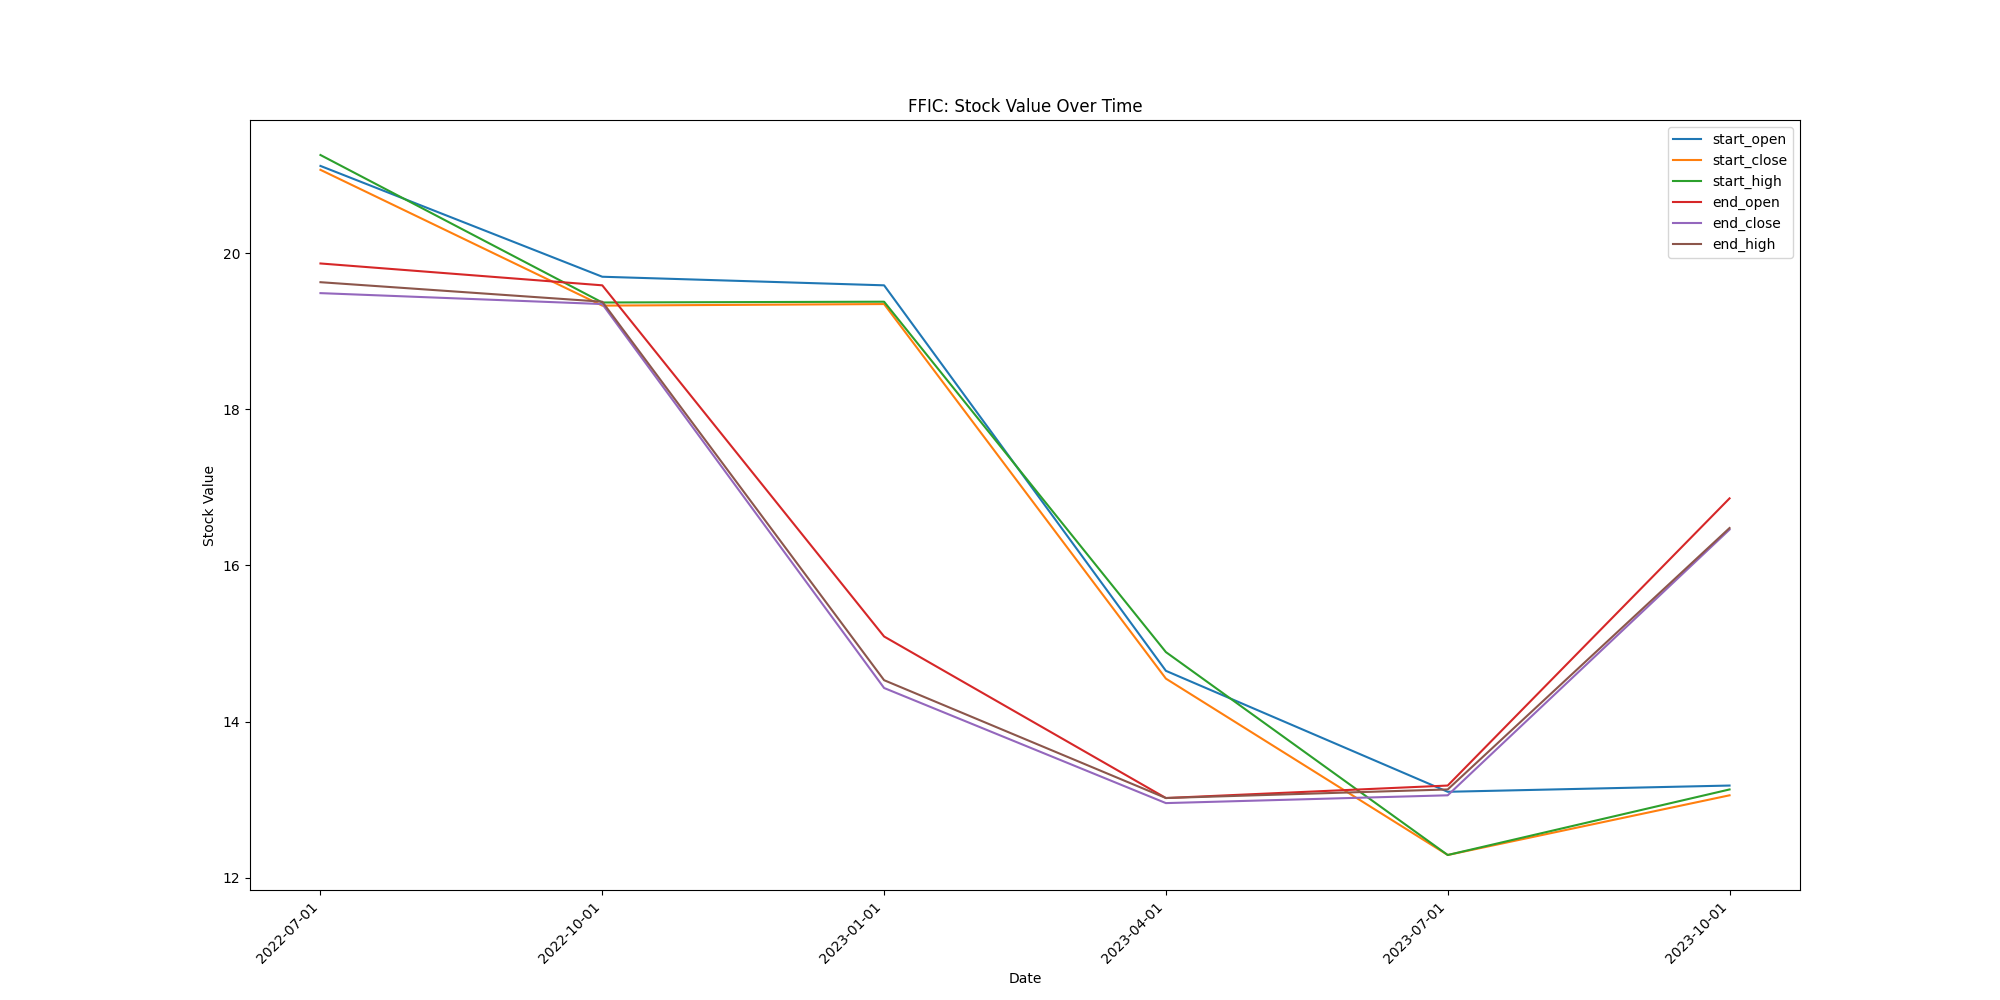 FFIC: Stock Value Over Time
start_open
start_close
start_high
end_open
end_close
end_high
Stock Value
20
18
16
14
12
2022-07-01
2022-10-01
2023-01-01
2023-04-01
2023-07-01
2023-10-01
Date